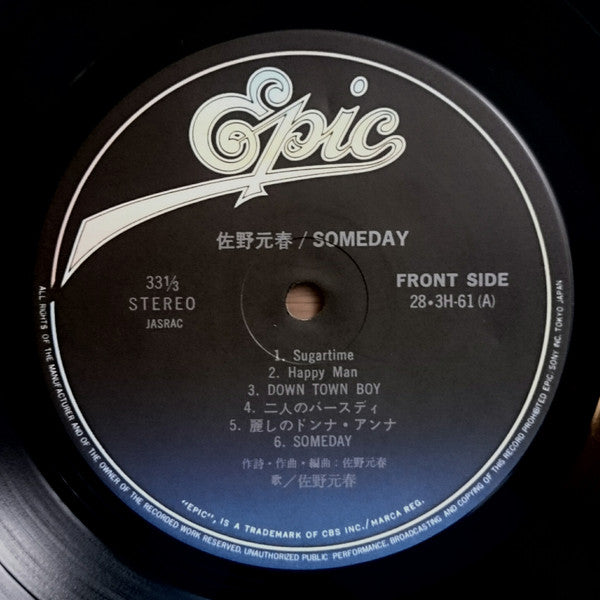 Epic
佐野元春/SOMEDAY
33⅓
STEREO
JASRAC
FRONT SIDE
28・3H-61 (A)
1. Sugartime
2. Happy Man
3. DOWN TOWN BOY
4. 二人のバースディ
5. 麗しのドンナ・アンナ
6. SOMEDAY
作詩・作曲・編曲：佐野元春
歌／佐野元春
"EPIC", IS A TRADEMARK OF CBS INC./MARCA REG.
ALL RIGHTS OF THE MANUFACTURER AND OF THE OWNER OF THE RECORDED WORK RESERVED, UNAUTHORIZED PUBLIC PERFORMANCE, BROADCASTING AND COPYING OF THIS RECORD PROHIBITED EPIC/SONY INC. TOKYO JAPAN